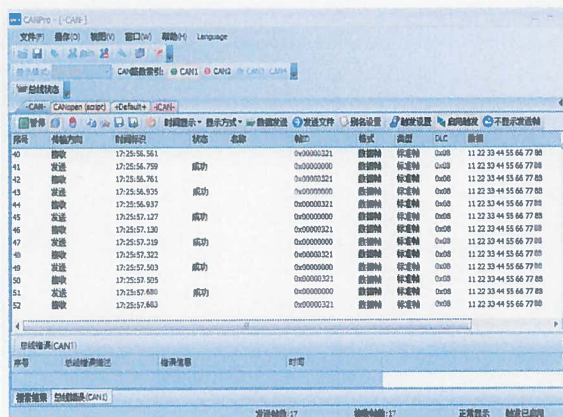 CANPro - [-CAN-]
文件(F) 操作(O) 视图(V) 窗口(W) 帮助(H) Language
CAN路数索引: CAN1 CAN2 CAN3 CAN4
总线状态
-CAN- CANopen (script) +Default+ -iCAN-
暂停 时间显示 显示方式 数据发送 发送文件 别名设置 触发设置 启用触发 不显示发送帧
序号 传输方向 时间标识 状态 名称 帧ID 格式 类型 DLC 数据
40 接收 17:25:56.561 0x00000321 数据帧 标准帧 0x08 11 22 33 44 55 66 77 88
41 发送 17:25:56.759 成功 0x00000000 数据帧 标准帧 0x08 11 22 33 44 55 66 77 88
42 接收 17:25:56.761 0x00000321 数据帧 标准帧 0x08 11 22 33 44 55 66 77 88
43 发送 17:25:56.935 成功 0x00000000 数据帧 标准帧 0x08 11 22 33 44 55 66 77 88
44 接收 17:25:56.937 0x00000321 数据帧 标准帧 0x08 11 22 33 44 55 66 77 88
45 发送 17:25:57.127 成功 0x00000000 数据帧 标准帧 0x08 11 22 33 44 55 66 77 88
46 接收 17:25:57.130 0x00000321 数据帧 标准帧 0x08 11 22 33 44 55 66 77 88
47 发送 17:25:57.319 成功 0x00000000 数据帧 标准帧 0x08 11 22 33 44 55 66 77 88
48 接收 17:25:57.322 0x00000321 数据帧 标准帧 0x08 11 22 33 44 55 66 77 88
49 发送 17:25:57.503 成功 0x00000000 数据帧 标准帧 0x08 11 22 33 44 55 66 77 88
50 接收 17:25:57.505 0x00000321 数据帧 标准帧 0x08 11 22 33 44 55 66 77 88
51 发送 17:25:57.680 成功 0x00000000 数据帧 标准帧 0x08 11 22 33 44 55 66 77 88
52 接收 17:25:57.683 0x00000321 数据帧 标准帧 0x08 11 22 33 44 55 66 77 88
总线错误(CAN1)
序号 总线错误描述 错误信息 时间
搜索结果 总线错误(CAN1)
发送帧数:17 接收帧数:17 正常显示 触发已启用